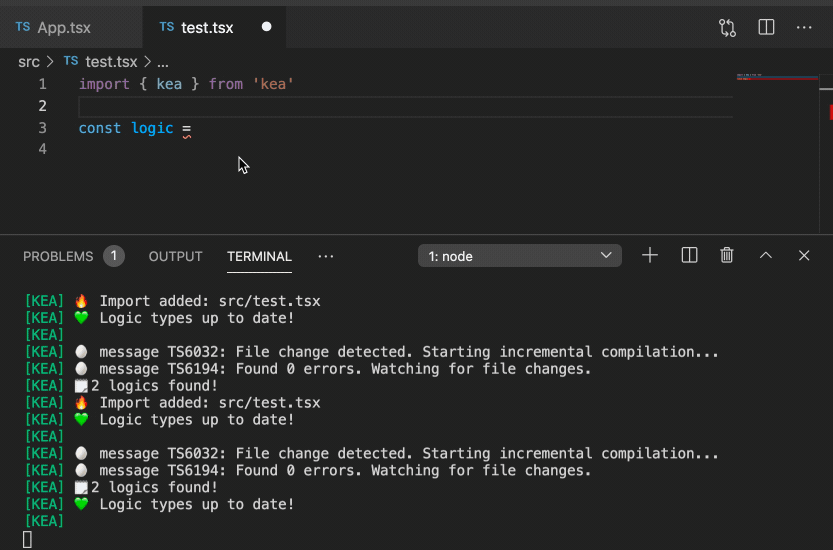 TS App.tsx TS test.tsx
src > TS test.tsx > ...
1 import { kea } from 'kea'
2
3 const logic =
4
PROBLEMS 1 OUTPUT TERMINAL ... 1: node
[KEA] 🔥 Import added: src/test.tsx
[KEA] 💚 Logic types up to date!
[KEA]
[KEA] 🥚 message TS6032: File change detected. Starting incremental compilation...
[KEA] 🥚 message TS6194: Found 0 errors. Watching for file changes.
[KEA] 🗒️2 logics found!
[KEA] 🔥 Import added: src/test.tsx
[KEA] 💚 Logic types up to date!
[KEA]
[KEA] 🥚 message TS6032: File change detected. Starting incremental compilation...
[KEA] 🥚 message TS6194: Found 0 errors. Watching for file changes.
[KEA] 🗒️2 logics found!
[KEA] 💚 Logic types up to date!
[KEA]